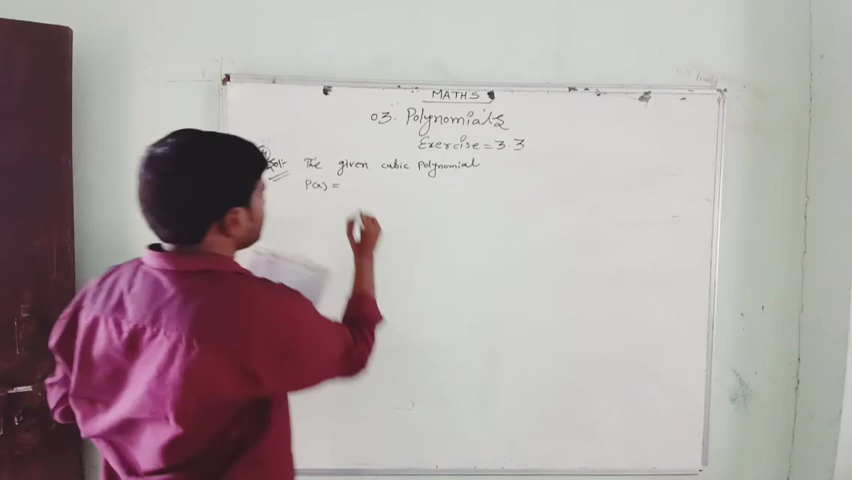 MATHS
03. Polynomials
Exercise = 3.3
Sol:- The given cubic polynomial
P(x) =